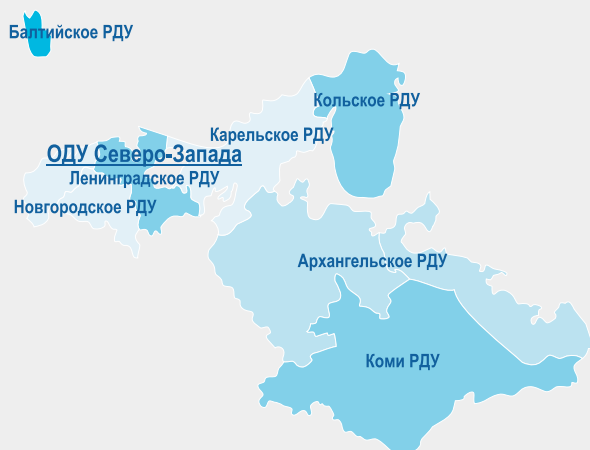 Балтийское РДУ
Кольское РДУ
Карельское РДУ
ОДУ Северо-Запада
Ленинградское РДУ
Новгородское РДУ
Архангельское РДУ
Коми РДУ